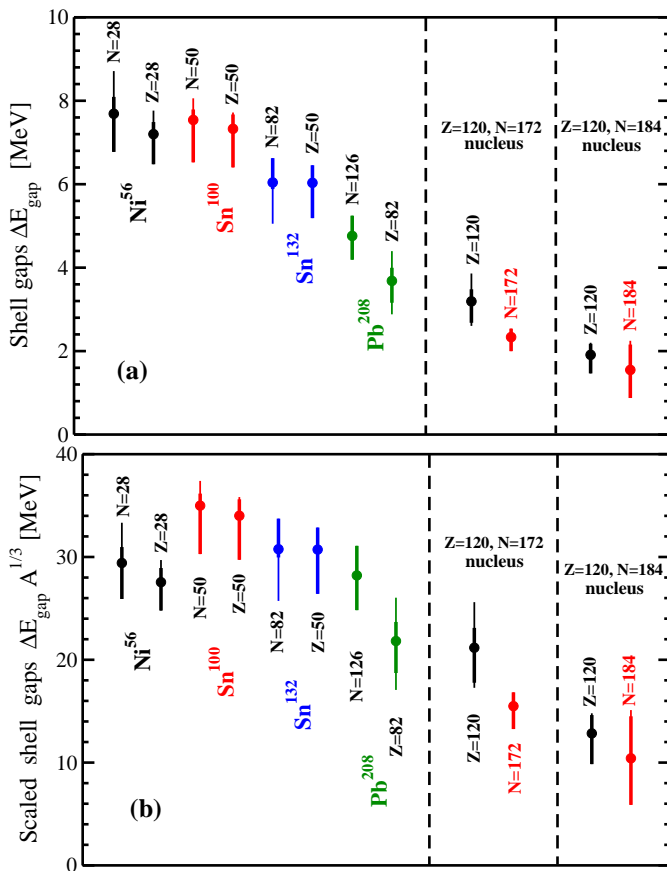 10
8
6
4
2
0
Shell gaps ΔE_gap [MeV]
N=28
Z=28
N=50
Z=50
N=82
Z=50
N=126
Z=82
Ni^56
Sn^100
Sn^132
Pb^208
Z=120, N=172
nucleus
Z=120
N=172
Z=120, N=184
nucleus
Z=120
N=184
(a)
40
30
20
10
0
Scaled shell gaps ΔE_gap A^1/3 [MeV]
N=28
Z=28
N=50
Z=50
N=82
Z=50
N=126
Z=82
Ni^56
Sn^100
Sn^132
Pb^208
Z=120, N=172
nucleus
Z=120
N=172
Z=120, N=184
nucleus
Z=120
N=184
(b)